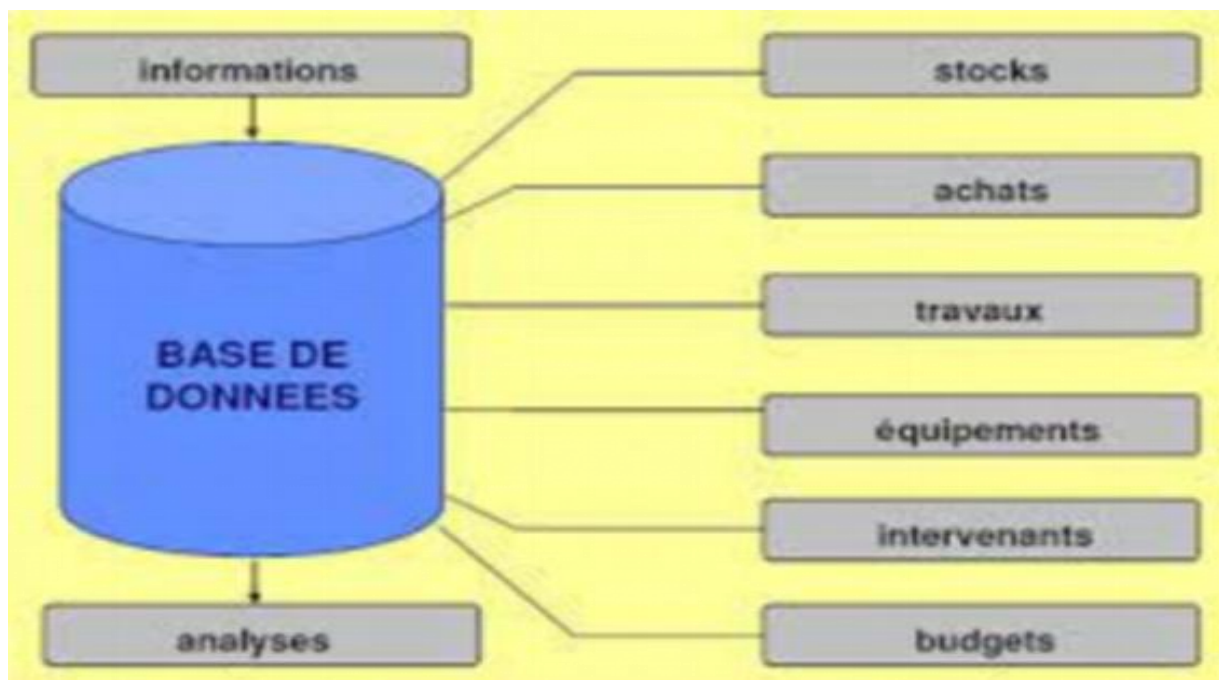 informations
BASE DE
DONNEES
analyses
stocks
achats
travaux
équipements
intervenants
budgets